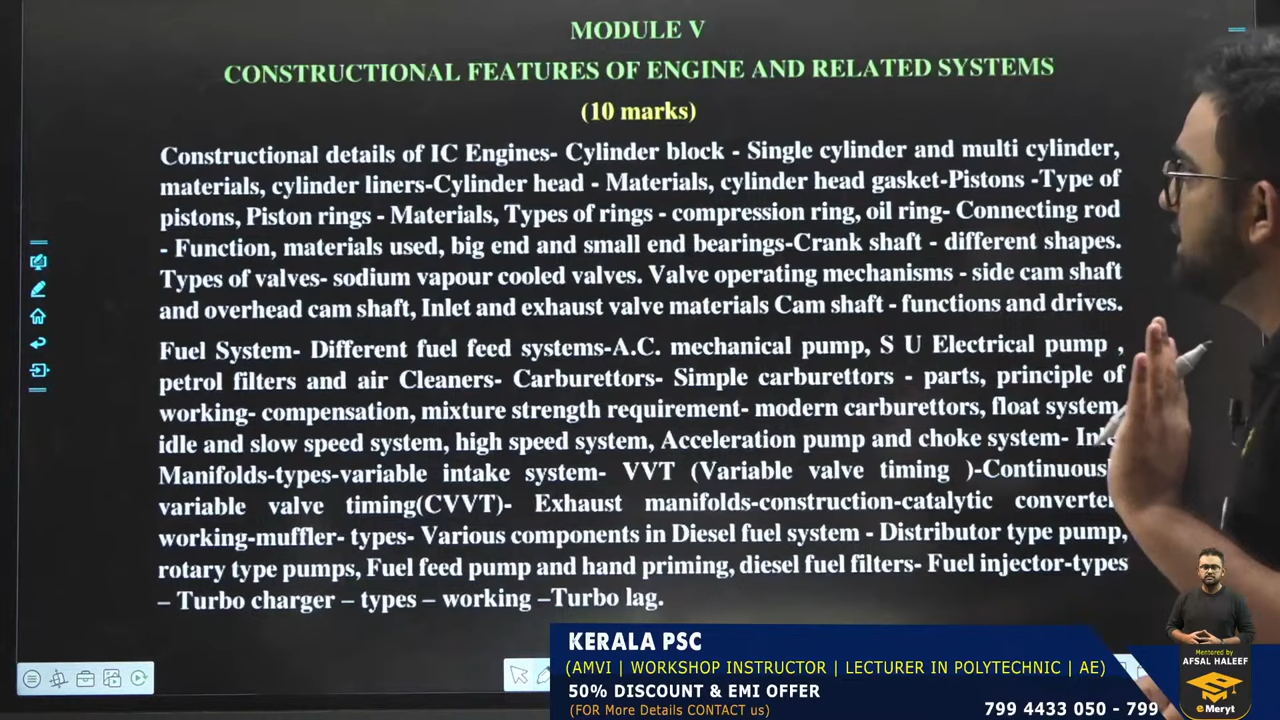 MODULE V
CONSTRUCTIONAL FEATURES OF ENGINE AND RELATED SYSTEMS
(10 marks)
Constructional details of IC Engines- Cylinder block - Single cylinder and multi cylinder,
materials, cylinder liners-Cylinder head - Materials, cylinder head gasket-Pistons -Type of
pistons, Piston rings - Materials, Types of rings - compression ring, oil ring- Connecting rod
- Function, materials used, big end and small end bearings-Crank shaft - different shapes.
Types of valves- sodium vapour cooled valves. Valve operating mechanisms - side cam shaft
and overhead cam shaft, Inlet and exhaust valve materials Cam shaft - functions and drives.
Fuel System- Different fuel feed systems-A.C. mechanical pump, S U Electrical pump ,
petrol filters and air Cleaners- Carburettors- Simple carburettors - parts, principle of
working- compensation, mixture strength requirement- modern carburettors, float system,
idle and slow speed system, high speed system, Acceleration pump and choke system-
Manifolds-types-variable intake system- VVT (Variable valve timing )-Continuous
variable valve timing(CVVT)- Exhaust manifolds-construction-catalytic converter
working-muffler- types- Various components in Diesel fuel system - Distributor type pump,
rotary type pumps, Fuel feed pump and hand priming, diesel fuel filters- Fuel injector-types
– Turbo charger – types – working –Turbo lag.
KERALA PSC
(AMVI | WORKSHOP INSTRUCTOR | LECTURER IN POLYTECHNIC | AE)
50% DISCOUNT & EMI OFFER
(FOR More Details CONTACT us)
799 4433 050 - 799
Mentored by
AFSAL HALEEF
eMeryt